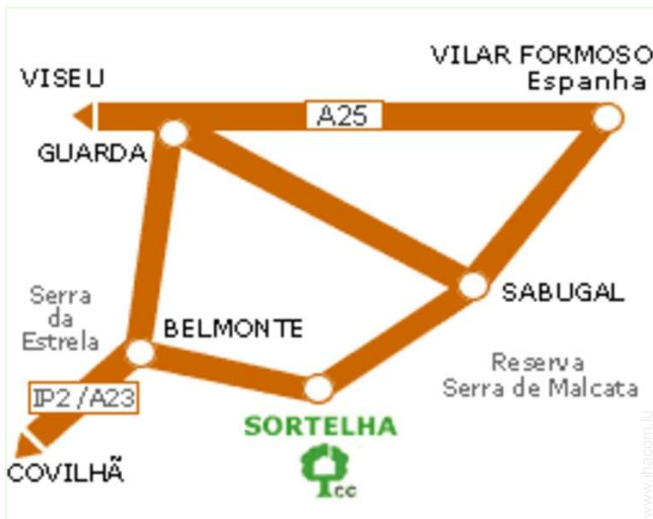 VILAR FORMOSO
Espanha
VISEU
A25
GUARDA
SABUGAL
Serra
da
Estrela
BELMONTE
Reserva
Serra de Malcata
IP2 / A23
SORTELHA
cc
COVILHÃ
www.ihacom.lu